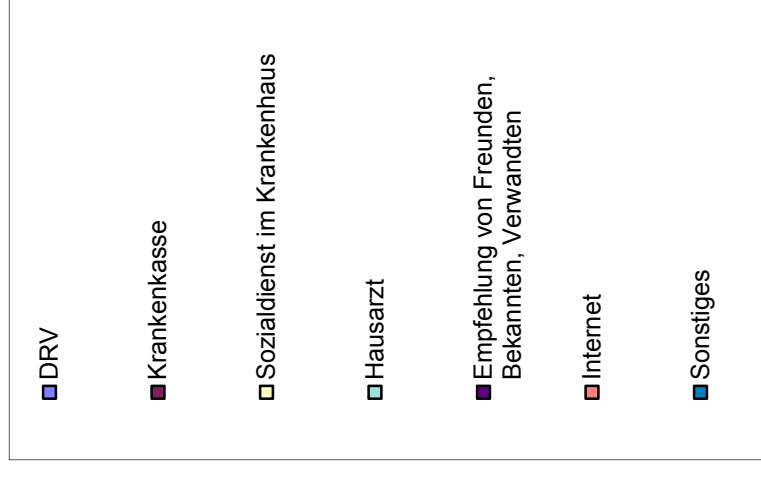 DRV
Krankenkasse
Sozialdienst im Krankenhaus
Hausarzt
Empfehlung von Freunden,
Bekannten, Verwandten
Internet
Sonstiges